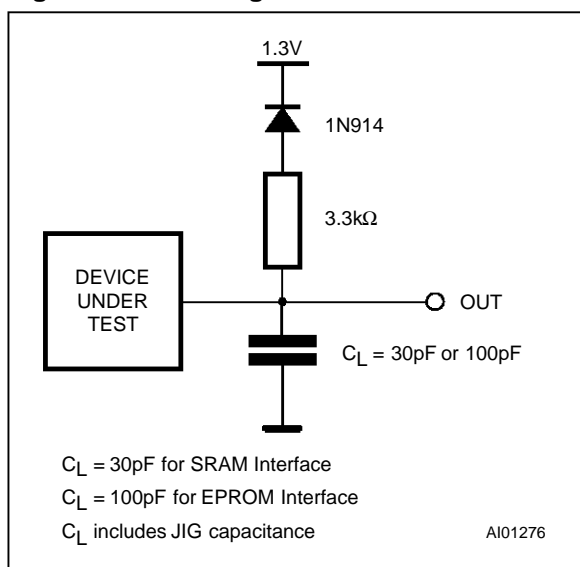 1.3V
1N914
3.3kΩ
DEVICE
UNDER
TEST
OUT
CL = 30pF or 100pF
CL = 30pF for SRAM Interface
CL = 100pF for EPROM Interface
CL includes JIG capacitance
AI01276